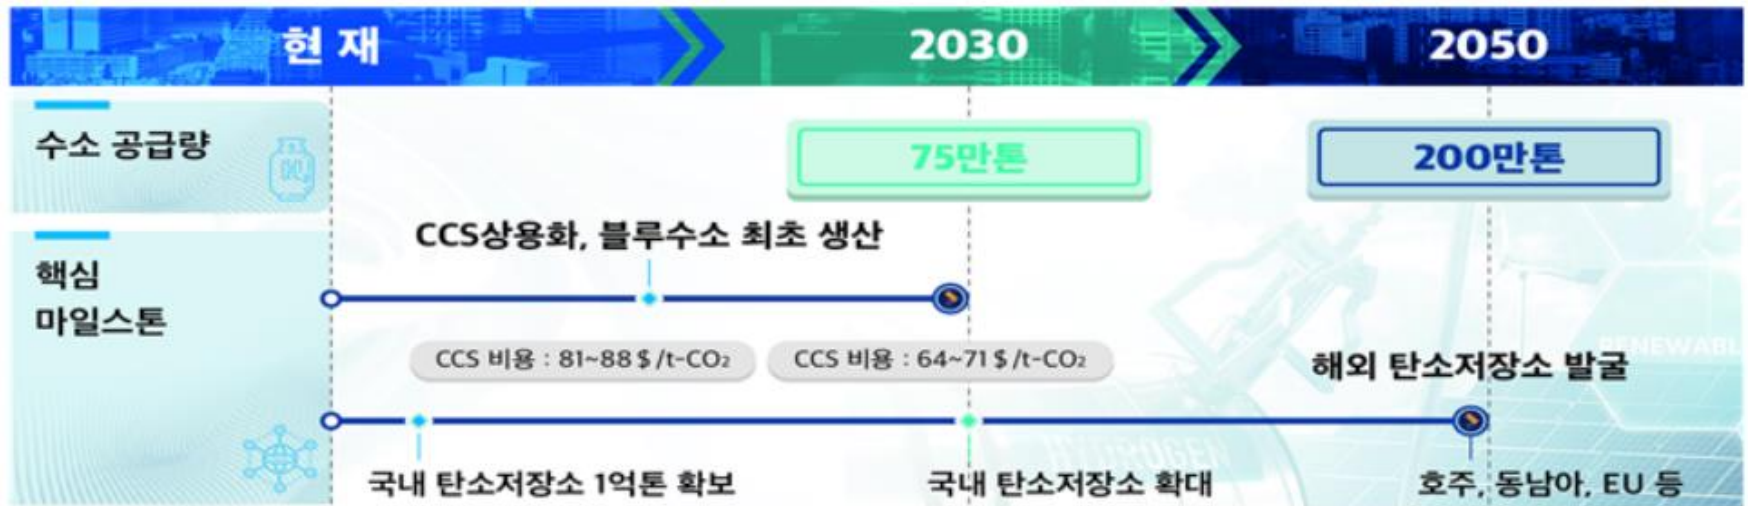 현 재
2030
2050
수소 공급량
H₂
75만톤
200만톤
핵심
마일스톤
CCS상용화, 블루수소 최초 생산
CCS 비용 : 81~88 $ /t-CO₂
CCS 비용 : 64~71 $ /t-CO₂
해외 탄소저장소 발굴
국내 탄소저장소 1억톤 확보
국내 탄소저장소 확대
호주, 동남아, EU 등
HYDROGEN